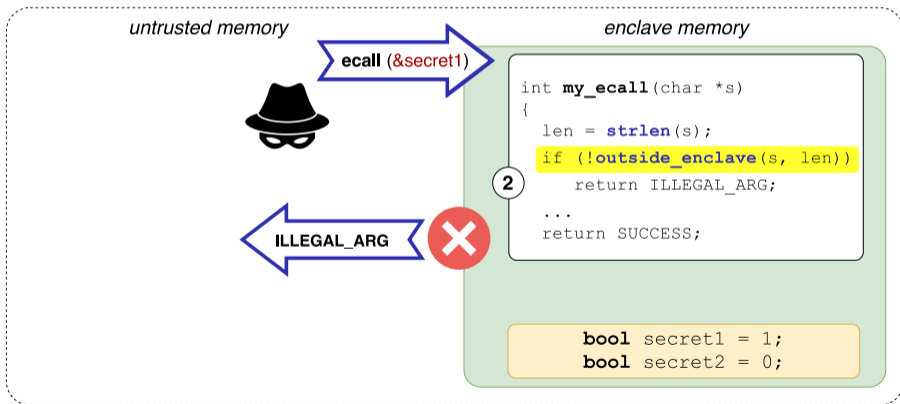 untrusted memory
enclave memory
ecall (&secret1)
int my_ecall(char *s)
{
len = strlen(s);
if (!outside_enclave(s, len))
2
return ILLEGAL_ARG;
...
return SUCCESS;
ILLEGAL_ARG
bool secret1 = 1;
bool secret2 = 0;